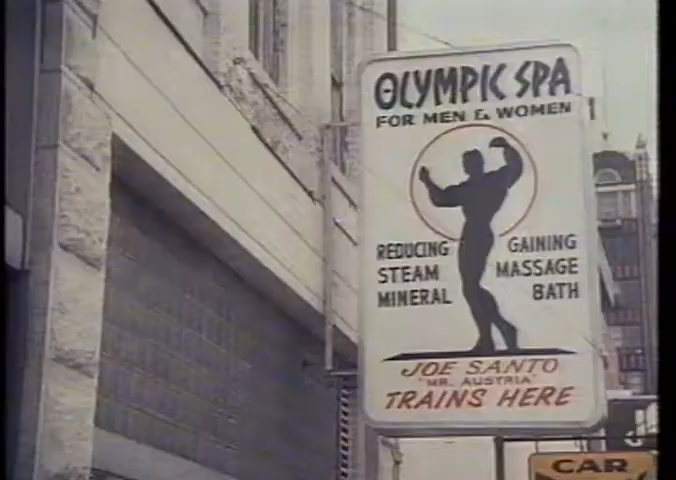 OLYMPIC SPA
FOR MEN & WOMEN
REDUCING GAINING
STEAM MASSAGE
MINERAL BATH
JOE SANTO
"MR. AUSTRIA"
TRAINS HERE
CAR